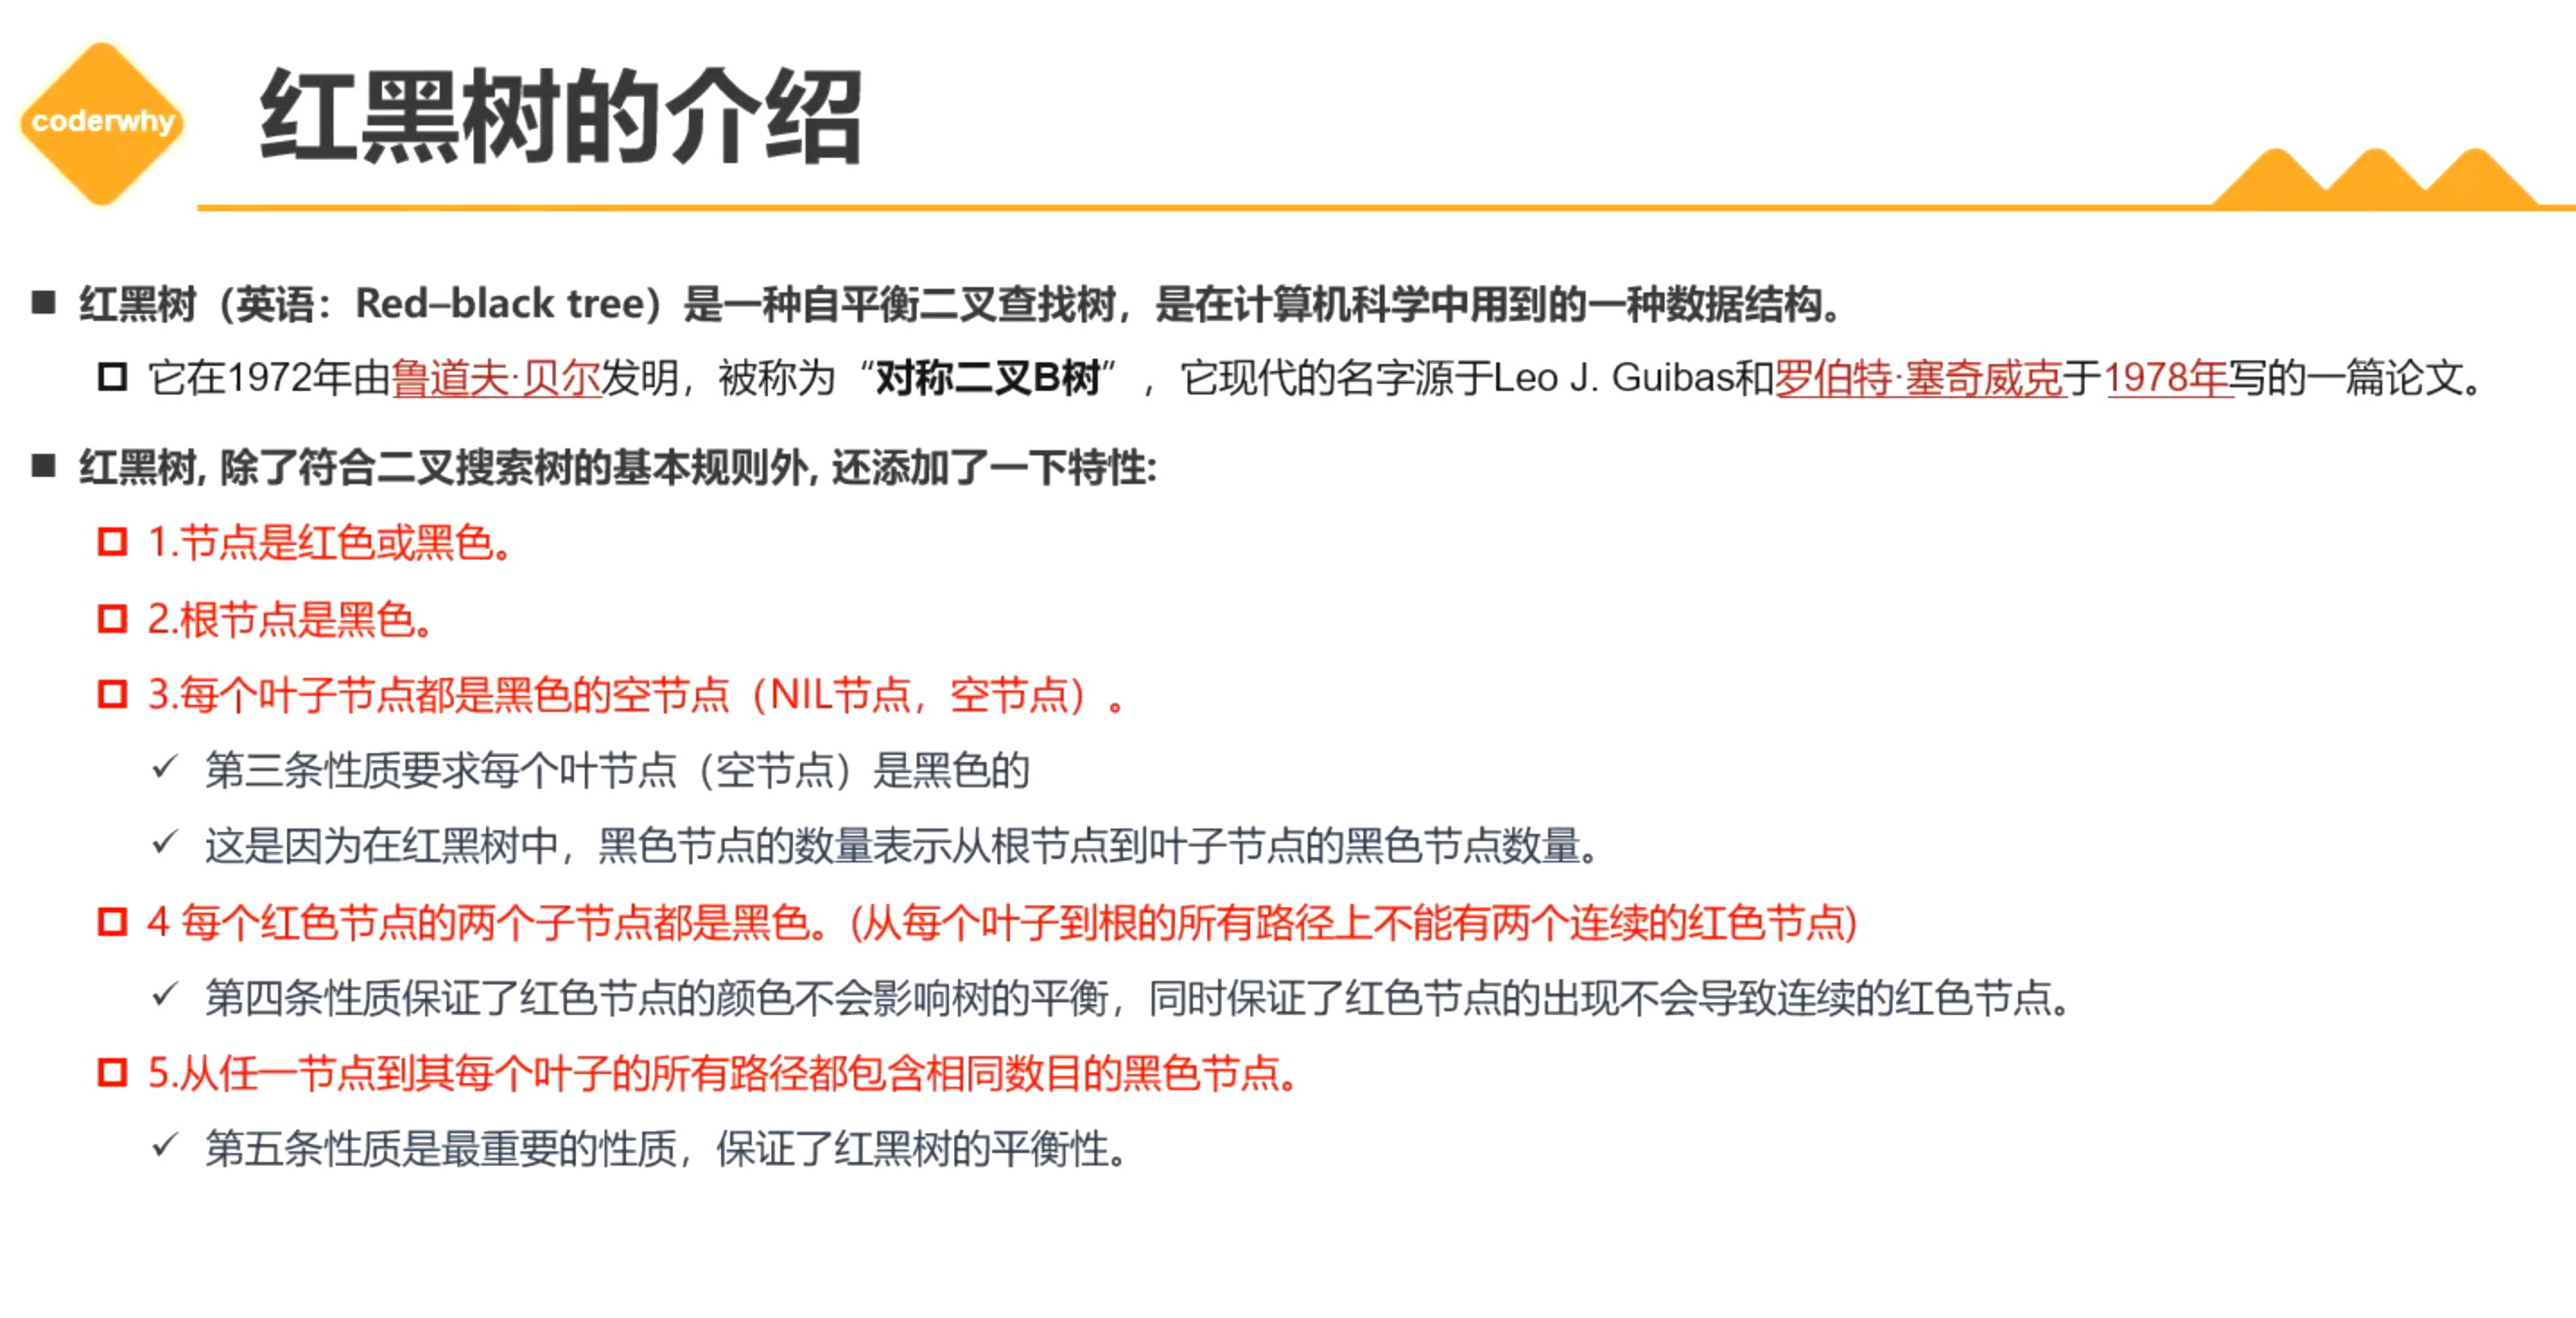 coderwhy
红黑树的介绍
红黑树（英语：Red–black tree）是一种自平衡二叉查找树，是在计算机科学中用到的一种数据结构。
它在1972年由鲁道夫·贝尔发明，被称为“对称二叉B树”，它现代的名字源于Leo J. Guibas和罗伯特·塞奇威克于1978年写的一篇论文。
红黑树, 除了符合二叉搜索树的基本规则外, 还添加了一下特性:
1.节点是红色或黑色。
2.根节点是黑色。
3.每个叶子节点都是黑色的空节点（NIL节点，空节点）。
第三条性质要求每个叶节点（空节点）是黑色的
这是因为在红黑树中，黑色节点的数量表示从根节点到叶子节点的黑色节点数量。
4 每个红色节点的两个子节点都是黑色。(从每个叶子到根的所有路径上不能有两个连续的红色节点)
第四条性质保证了红色节点的颜色不会影响树的平衡，同时保证了红色节点的出现不会导致连续的红色节点。
5.从任一节点到其每个叶子的所有路径都包含相同数目的黑色节点。
第五条性质是最重要的性质，保证了红黑树的平衡性。